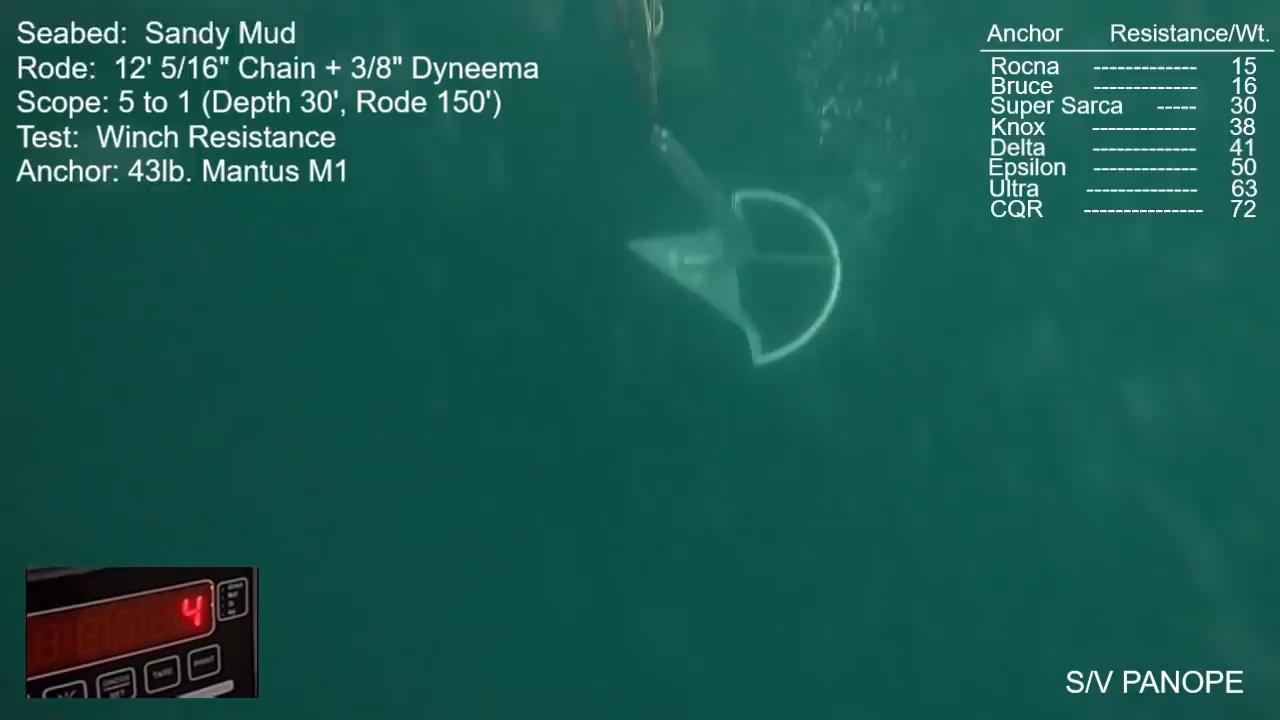 Seabed:  Sandy Mud
Rode:  12' 5/16" Chain + 3/8" Dyneema
Scope: 5 to 1 (Depth 30', Rode 150')
Test:  Winch Resistance
Anchor: 43lb. Mantus M1
Anchor Resistance/Wt.
Rocna ------------- 15
Bruce ------------- 16
Super Sarca ----- 30
Knox ------------- 38
Delta ------------- 41
Epsilon ------------- 50
Ultra -------------- 63
CQR --------------- 72
4
TARE
PRINT
S/V PANOPE